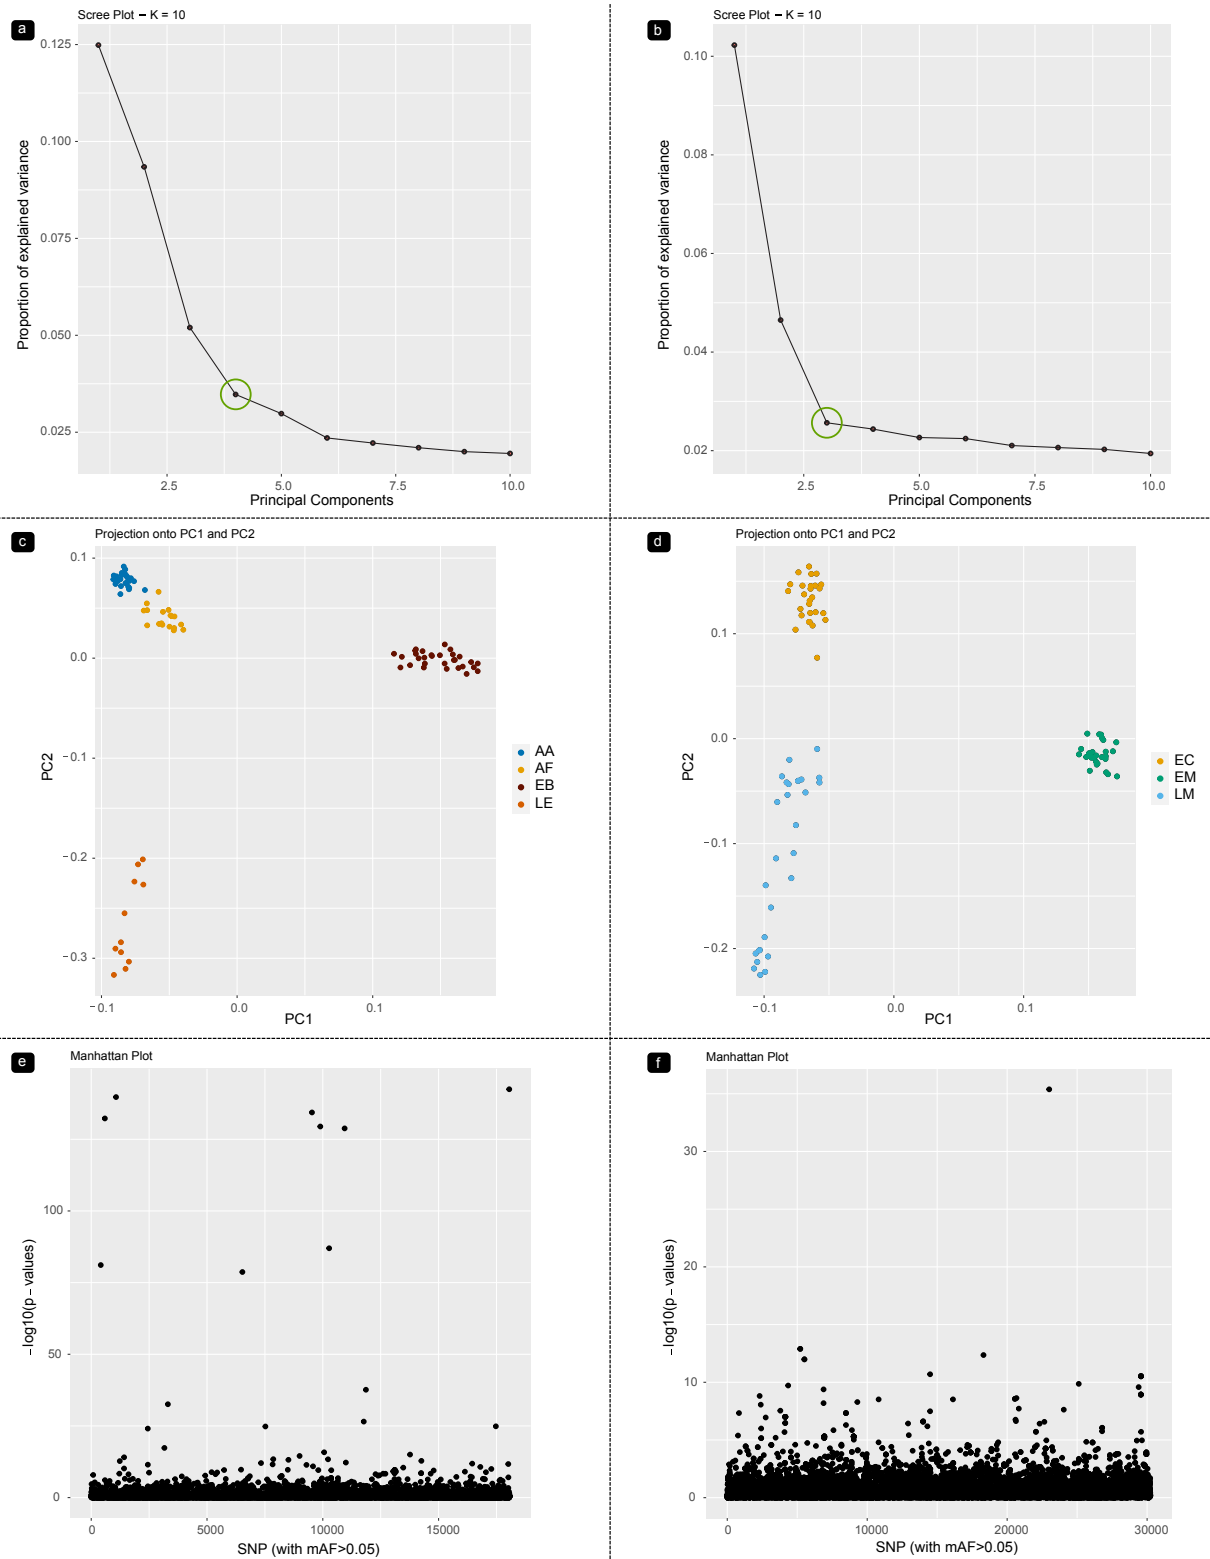 a
Scree Plot − K = 10
0.125
0.100
0.075
0.050
0.025
Proportion of explained variance
2.5 5.0 7.5 10.0
Principal Components
b
Scree Plot − K = 10
0.10
0.08
0.06
0.04
0.02
Proportion of explained variance
2.5 5.0 7.5 10.0
Principal Components
c
Projection onto PC1 and PC2
0.1
0.0
−0.1
−0.2
−0.3
PC2
−0.1 0.0 0.1
PC1
AA
AF
EB
LE
d
Projection onto PC1 and PC2
0.1
0.0
−0.1
−0.2
PC2
−0.1 0.0 0.1
PC1
EC
EM
LM
e
Manhattan Plot
100
50
0
−log10(p − values)
0 5000 10000 15000
SNP (with mAF>0.05)
f
Manhattan Plot
30
20
10
0
−log10(p − values)
0 10000 20000 30000
SNP (with mAF>0.05)